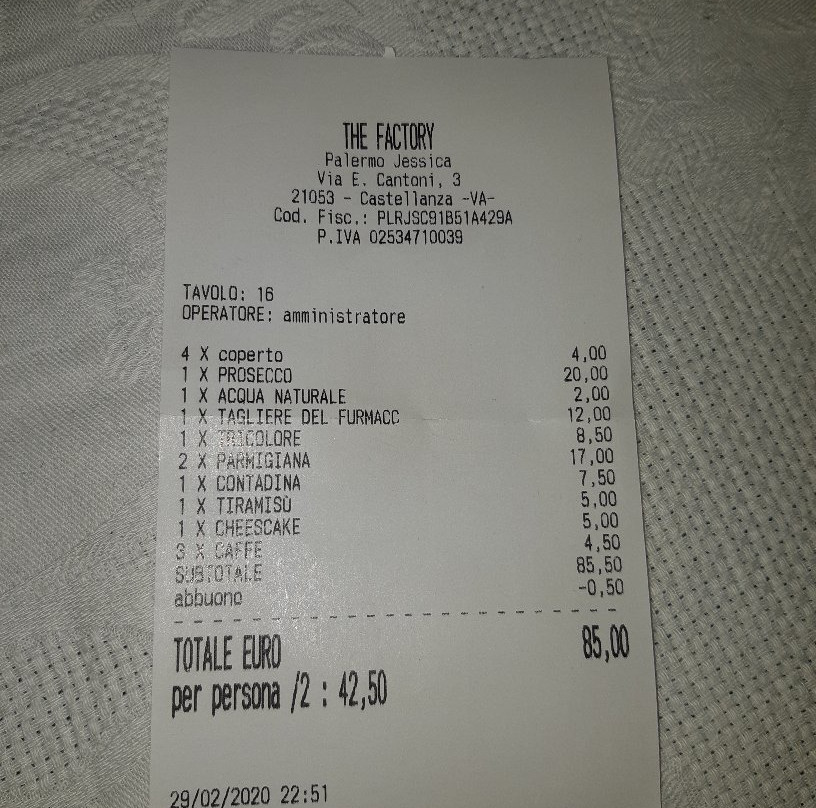 THE FACTORY
Palermo Jessica
Via E. Cantoni, 3
21053 - Castellanza -VA-
Cod. Fisc.: PLRJSC91B51A429A
P.IVA 02534710039
TAVOLO: 16
OPERATORE: amministratore
4 X coperto 4,00
1 X PROSECCO 20,00
1 X ACQUA NATURALE 2,00
1 X TAGLIERE DEL FURMACC 12,00
1 X TRICOLORE 8,50
2 X PARMIGIANA 17,00
1 X CONTADINA 7,50
1 X TIRAMISÙ 5,00
1 X CHEESCAKE 5,00
3 X CAFFE 4,50
SUBTOTALE 85,50
abbuono -0,50
TOTALE EURO 85,00
per persona /2 : 42,50
29/02/2020 22:51